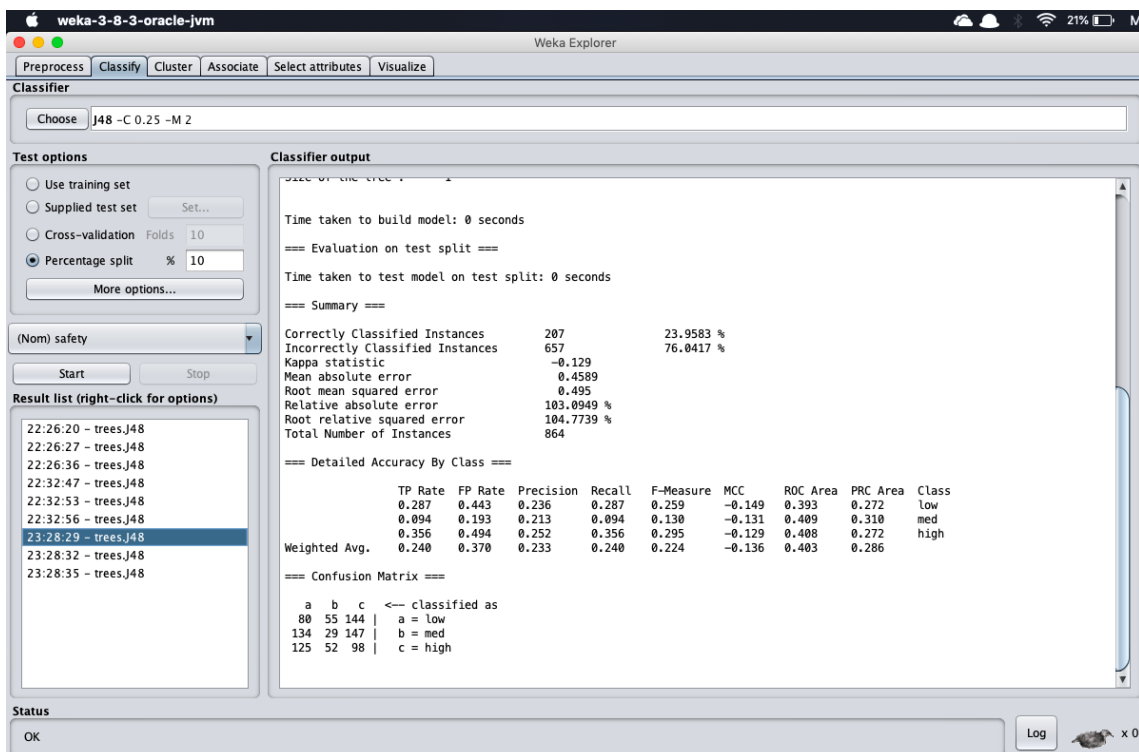 weka-3-8-3-oracle-jvm 21% M
Weka Explorer
Preprocess Classify Cluster Associate Select attributes Visualize
Classifier
Choose J48 -C 0.25 -M 2
Test options
Use training set
Supplied test set Set...
Cross-validation Folds 10
Percentage split % 10
More options...
(Nom) safety
Start Stop
Result list (right-click for options)
22:26:20 - trees.J48
22:26:27 - trees.J48
22:26:36 - trees.J48
22:32:47 - trees.J48
22:32:53 - trees.J48
22:32:56 - trees.J48
23:28:29 - trees.J48
23:28:32 - trees.J48
23:28:35 - trees.J48
Classifier output
Size of the tree :
Time taken to build model: 0 seconds
=== Evaluation on test split ===
Time taken to test model on test split: 0 seconds
=== Summary ===
Correctly Classified Instances 207 23.9583 %
Incorrectly Classified Instances 657 76.0417 %
Kappa statistic -0.129
Mean absolute error 0.4589
Root mean squared error 0.495
Relative absolute error 103.0949 %
Root relative squared error 104.7739 %
Total Number of Instances 864
=== Detailed Accuracy By Class ===
TP Rate FP Rate Precision Recall F-Measure MCC ROC Area PRC Area Class
0.287 0.443 0.236 0.287 0.259 -0.149 0.393 0.272 low
0.094 0.193 0.213 0.094 0.130 -0.131 0.409 0.310 med
0.356 0.494 0.252 0.356 0.295 -0.129 0.408 0.272 high
Weighted Avg. 0.240 0.370 0.233 0.240 0.224 -0.136 0.403 0.286
=== Confusion Matrix ===
a b c <-- classified as
80 55 144 | a = low
134 29 147 | b = med
125 52 98 | c = high
Status
OK
Log x 0